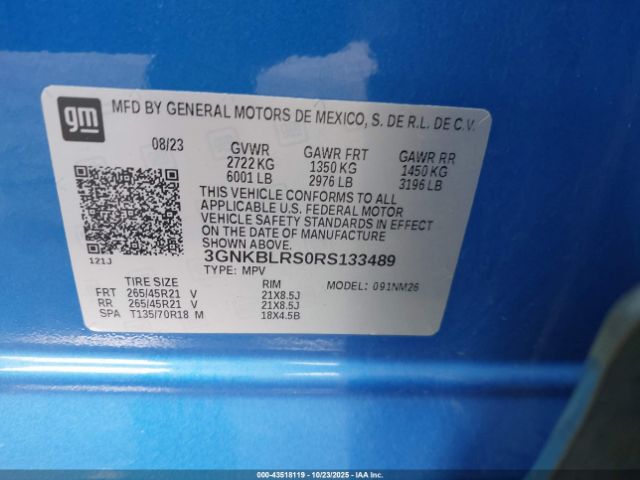 gm
MFD BY GENERAL MOTORS DE MEXICO, S. DE R.L. DE C.V.
08/23 GVWR GAWR FRT GAWR RR
2722 KG 1350 KG 1450 KG
6001 LB 2976 LB 3196 LB
THIS VEHICLE CONFORMS TO ALL
APPLICABLE U.S. FEDERAL MOTOR
VEHICLE SAFETY STANDARDS IN EFFECT
ON THE DATE OF MANUFACTURE
SHOWN ABOVE.
121J 3GNKBLRS0RS133489
TYPE: MPV
TIRE SIZE RIM MODEL: 091NM26
FRT 265/45R21 V 21X8.5J
RR 265/45R21 V 21X8.5J
SPA T135/70R18 M 18X4.5B
000-43518119 - 10/23/2025 - IAA, Inc.